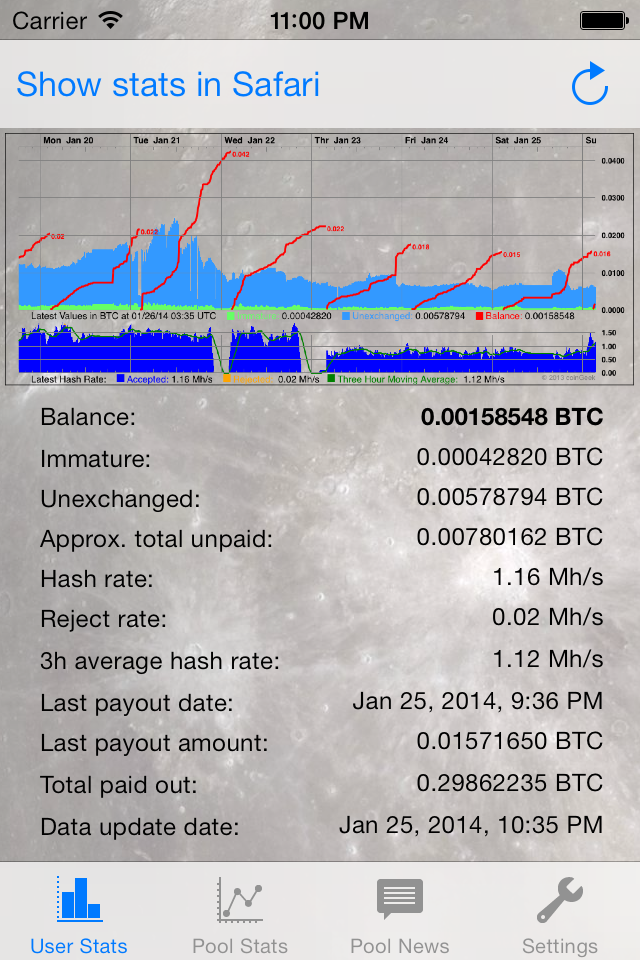 Carrier 11:00 PM
Show stats in Safari
Mon Jan 20 Tue Jan 21 Wed Jan 22 Thr Jan 23 Fri Jan 24 Sat Jan 25 Su
0.0400
0.0300
0.0200
0.0100
0.0000
0.02
0.042
0.022
0.018
0.015
0.016
Latest Values in BTC at 01/26/14 03:35 UTC 0.00042820 Unexchanged: 0.00578794 Balance: 0.00158548
1.50
1.00
0.50
0.00
Latest Hash Rate: Accepted: 1.16 Mh/s 0.02 Mh/s Three Hour Moving Average: 1.12 Mh/s © 2013 coinGeek
Balance: 0.00158548 BTC
Immature: 0.00042820 BTC
Unexchanged: 0.00578794 BTC
Approx. total unpaid: 0.00780162 BTC
Hash rate: 1.16 Mh/s
Reject rate: 0.02 Mh/s
3h average hash rate: 1.12 Mh/s
Last payout date: Jan 25, 2014, 9:36 PM
Last payout amount: 0.01571650 BTC
Total paid out: 0.29862235 BTC
Data update date: Jan 25, 2014, 10:35 PM
User Stats Pool Stats Pool News Settings